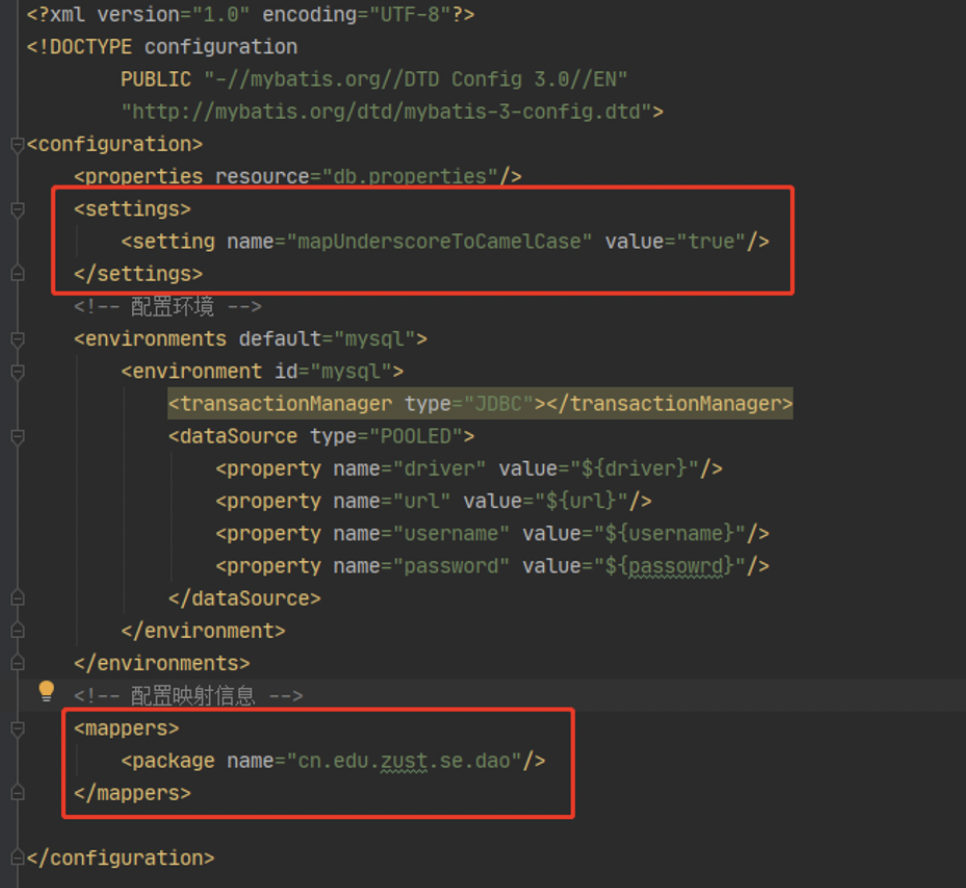 <?xml version="1.0" encoding="UTF-8"?>
<!DOCTYPE configuration
PUBLIC "-//mybatis.org//DTD Config 3.0//EN"
"http://mybatis.org/dtd/mybatis-3-config.dtd">
<configuration>
<properties resource="db.properties"/>
<settings>
<setting name="mapUnderscoreToCamelCase" value="true"/>
</settings>
<!-- 配置环境 -->
<environments default="mysql">
<environment id="mysql">
<transactionManager type="JDBC"></transactionManager>
<dataSource type="POOLED">
<property name="driver" value="${driver}"/>
<property name="url" value="${url}"/>
<property name="username" value="${username}"/>
<property name="password" value="${passowrd}"/>
</dataSource>
</environment>
</environments>
<!-- 配置映射信息 -->
<mappers>
<package name="cn.edu.zust.se.dao"/>
</mappers>
</configuration>